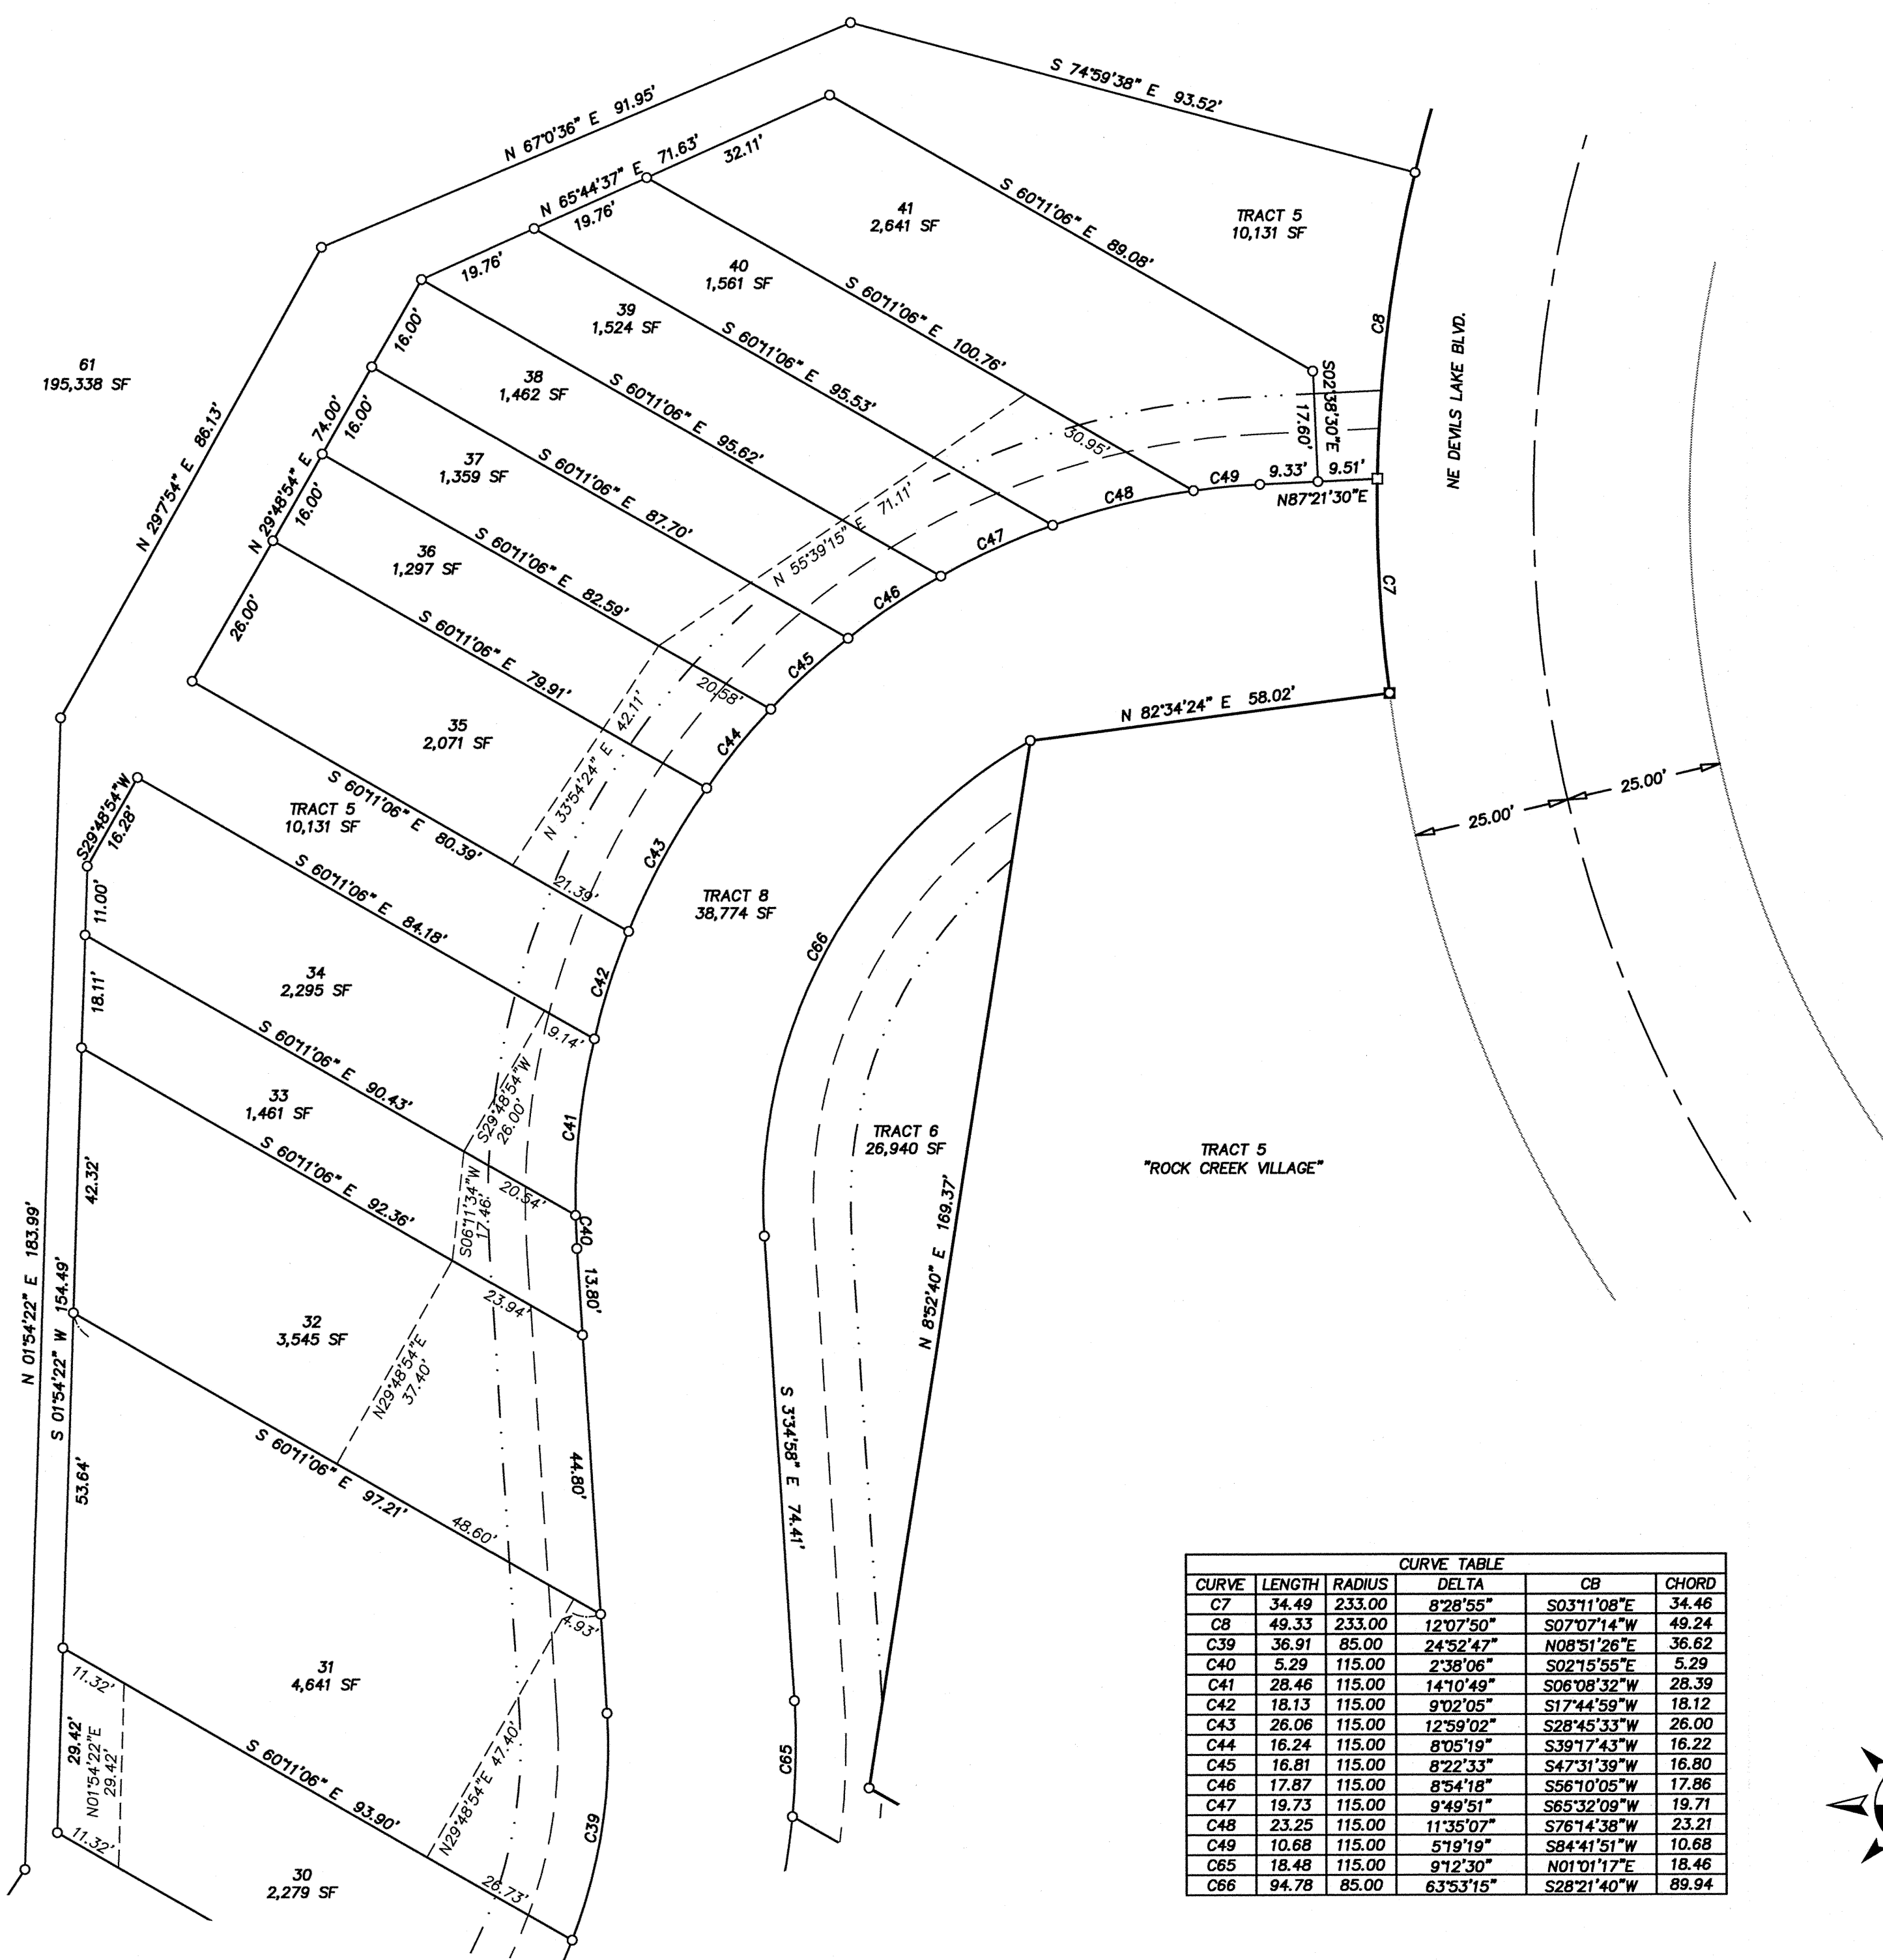 S 74°59'38" E 93.52'
N 67°0'36" E 91.95'
N 65°44'37" E 71.63'
32.11'
19.76'
19.76'
41
2,641 SF
S 60°11'06" E 89.08'
TRACT 5
10,131 SF
40
1,561 SF
S 60°11'06" E 100.76'
39
1,524 SF
S 60°11'06" E 95.53'
16.00'
38
1,462 SF
S 60°11'06" E 95.62'
C8
NE DEVILS LAKE BLVD.
61
195,338 SF
N 29°7'54" E 86.13'
N 29°48'54" E 74.00'
16.00'
37
1,359 SF
S 60°11'06" E 87.70'
30.95'
S02°38'30"E
17.60'
9.33'
9.51'
N87°21'30"E
C49
C48
C47
C46
C45
C44
C43
C42
C41
C40
C7
16.00'
36
1,297 SF
S 60°11'06" E 82.59'
N 55°39'15" E 71.11'
20.58'
26.00'
S 60°11'06" E 79.91'
35
2,071 SF
N 33°54'24" E 42.11'
N 82°34'24" E 58.02'
25.00'
25.00'
S29°48'54"W
16.28'
TRACT 5
10,131 SF
S 60°11'06" E 80.39'
21.39'
11.00'
S 60°11'06" E 84.18'
9.14'
TRACT 8
38,774 SF
C66
18.11'
34
2,295 SF
S 60°11'06" E 90.43'
S29°48'54"W
26.00'
20.54'
33
1,461 SF
S 60°11'06" E 92.36'
S06°11'34"W
17.46'
23.94'
13.80'
TRACT 6
26,940 SF
TRACT 5
"ROCK CREEK VILLAGE"
N 8°52'40" E 169.37'
42.32'
N 01°54'22" E 183.99'
S 01°54'22" W 154.49'
32
3,545 SF
N29°48'54"E
37.40'
S 60°11'06" E 97.21'
48.60'
44.80'
S 3°34'58" E 74.41'
53.64'
4.93'
31
4,641 SF
11.32'
29.42'
N01°54'22"E
29.42'
11.32'
S 60°11'06" E 93.90'
N29°48'54"E 47.40'
26.73'
C39
C65
30
2,279 SF
CURVE TABLE
CURVE LENGTH RADIUS DELTA CB CHORD
C7 34.49 233.00 8°28'55" S03°11'08"E 34.46
C8 49.33 233.00 12°07'50" S07°07'14"W 49.24
C39 36.91 85.00 24°52'47" N08°51'26"E 36.62
C40 5.29 115.00 2°38'06" S02°15'55"E 5.29
C41 28.46 115.00 14°10'49" S06°08'32"W 28.39
C42 18.13 115.00 9°02'05" S17°44'59"W 18.12
C43 26.06 115.00 12°59'02" S28°45'33"W 26.00
C44 16.24 115.00 8°05'19" S39°17'43"W 16.22
C45 16.81 115.00 8°22'33" S47°31'39"W 16.80
C46 17.87 115.00 8°54'18" S56°10'05"W 17.86
C47 19.73 115.00 9°49'51" S65°32'09"W 19.71
C48 23.25 115.00 11°35'07" S76°14'38"W 23.21
C49 10.68 115.00 5°19'19" S84°41'51"W 10.68
C65 18.48 115.00 9°12'30" N01°01'17"E 18.46
C66 94.78 85.00 63°53'15" S28°21'40"W 89.94